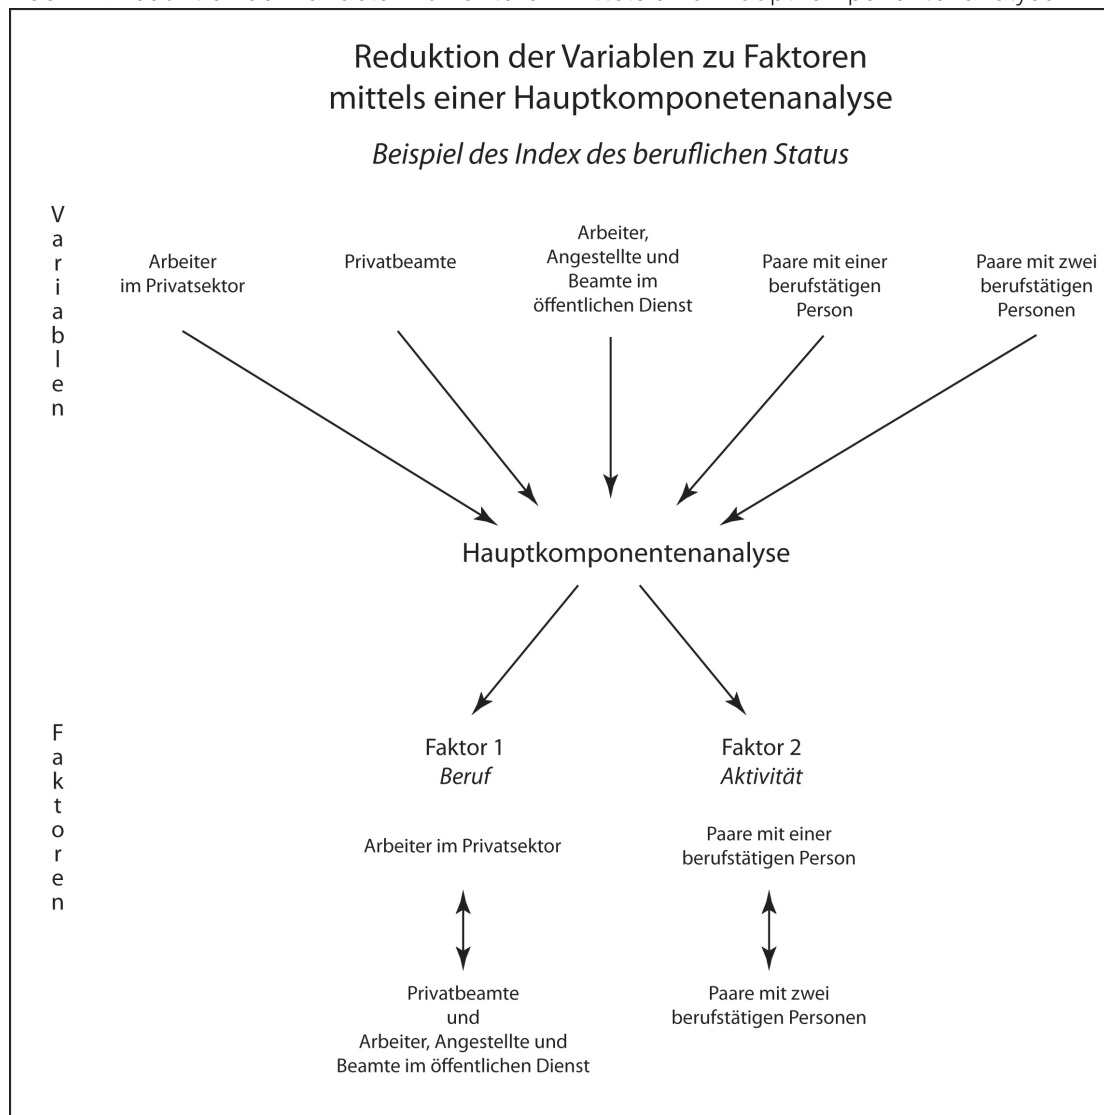 Reduktion der Variablen zu Faktoren
mittels einer Hauptkomponetenanalyse
Beispiel des Index des beruflichen Status
Variablen
Arbeiter
im Privatsektor
Privatbeamte
Arbeiter,
Angestellte und
Beamte im
öffentlichen Dienst
Paare mit einer
berufstätigen
Person
Paare mit zwei
berufstätigen
Personen
Hauptkomponentenanalyse
Faktoren
Faktor 1
Beruf
Arbeiter im Privatsektor
Privatbeamte
und
Arbeiter, Angestellte und
Beamte im öffentlichen Dienst
Faktor 2
Aktivität
Paare mit einer
berufstätigen Person
Paare mit zwei
berufstätigen Personen